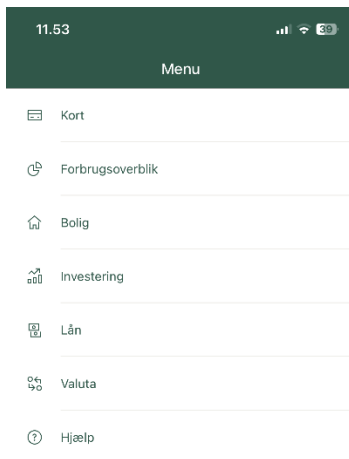 11.53
39
Menu
Kort
Forbrugsoverblik
Bolig
Investering
Lån
Valuta
Hjælp